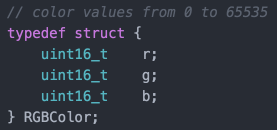 // color values from 0 to 65535
typedef struct {
    uint16_t    r;
    uint16_t    g;
    uint16_t    b;
} RGBColor;